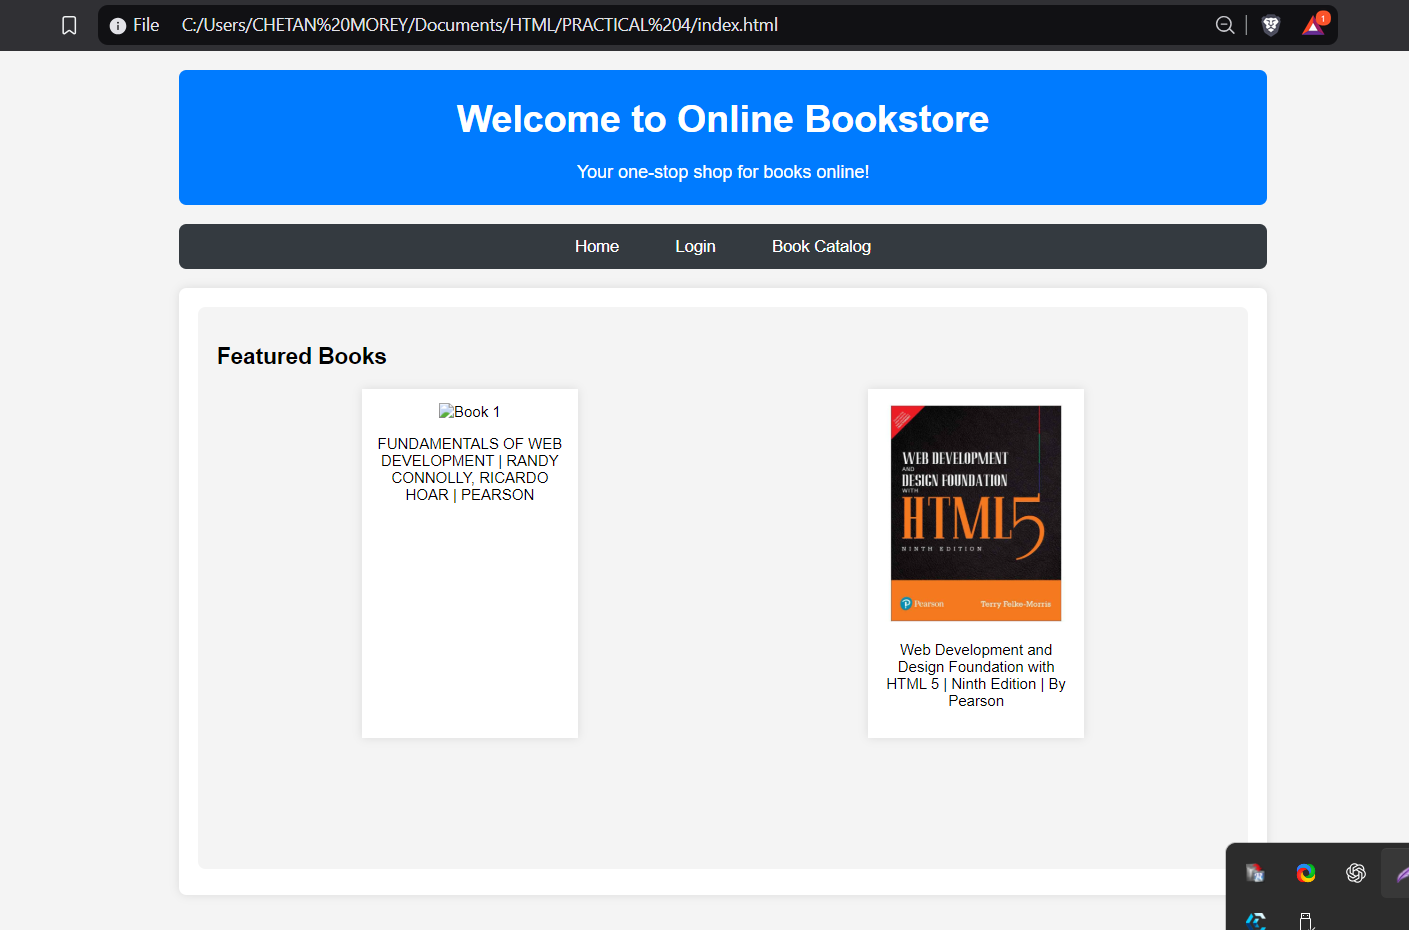 File C:/Users/CHETAN%20MOREY/Documents/HTML/PRACTICAL%204/index.html
1
Welcome to Online Bookstore
Your one-stop shop for books online!
Home Login Book Catalog
Featured Books
Book 1
FUNDAMENTALS OF WEB
DEVELOPMENT | RANDY
CONNOLLY, RICARDO
HOAR | PEARSON
WEB DEVELOPMENT
AND
DESIGN FOUNDATION
WITH
HTML5
NINTH EDITION
Pearson Terry Felke-Morris
Web Development and
Design Foundation with
HTML 5 | Ninth Edition | By
Pearson